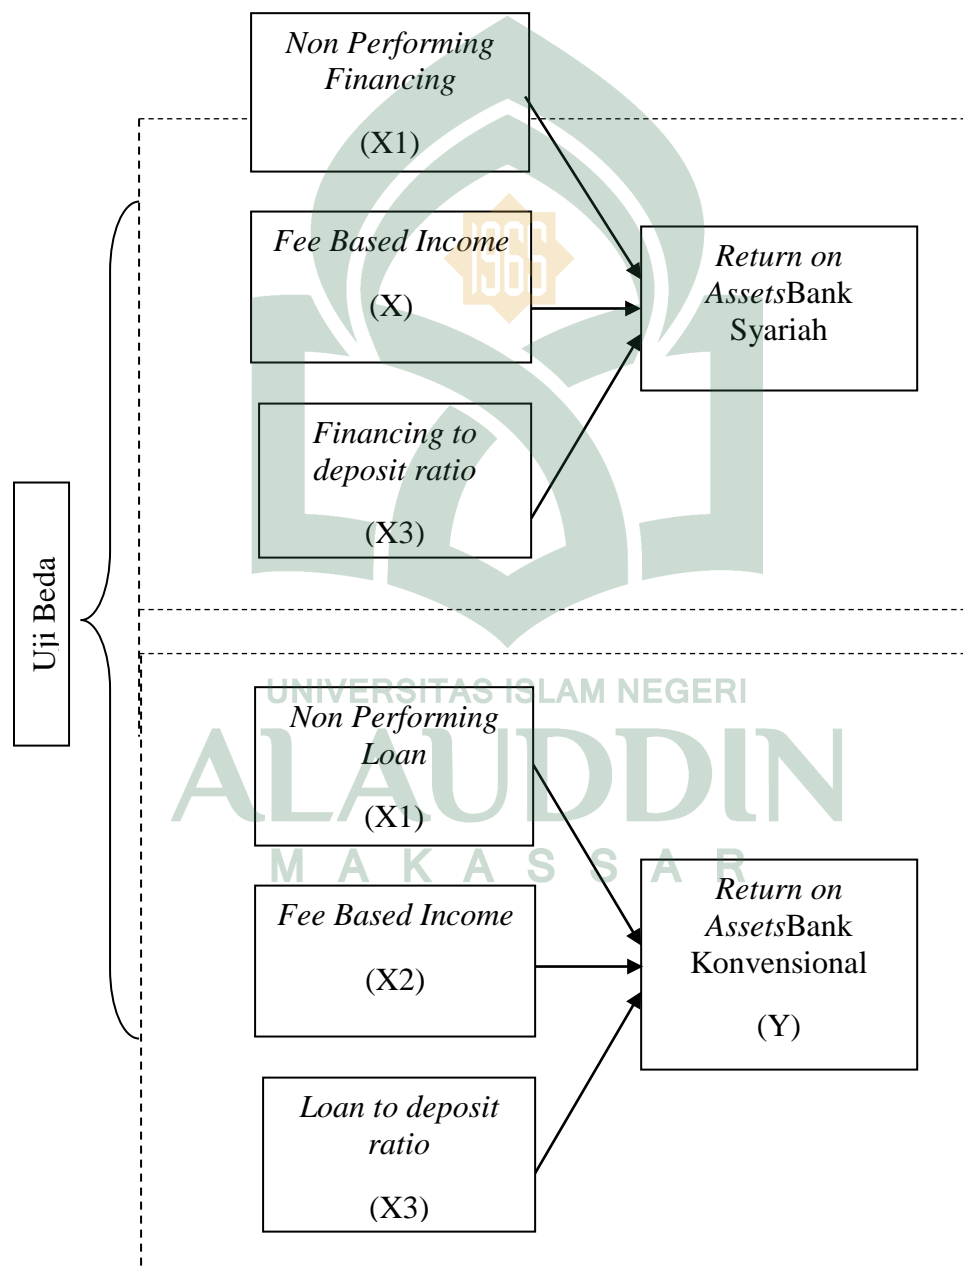 Non Performing
Financing
(X1)
Fee Based Income
(X)
Financing to
deposit ratio
(X3)
Return on
AssetsBank
Syariah
Uji Beda
1965
UNIVERSITAS ISLAM NEGERI
ALAUDDIN
MAKASSAR
Non Performing
Loan
(X1)
Fee Based Income
(X2)
Loan to deposit
ratio
(X3)
Return on
AssetsBank
Konvensional
(Y)